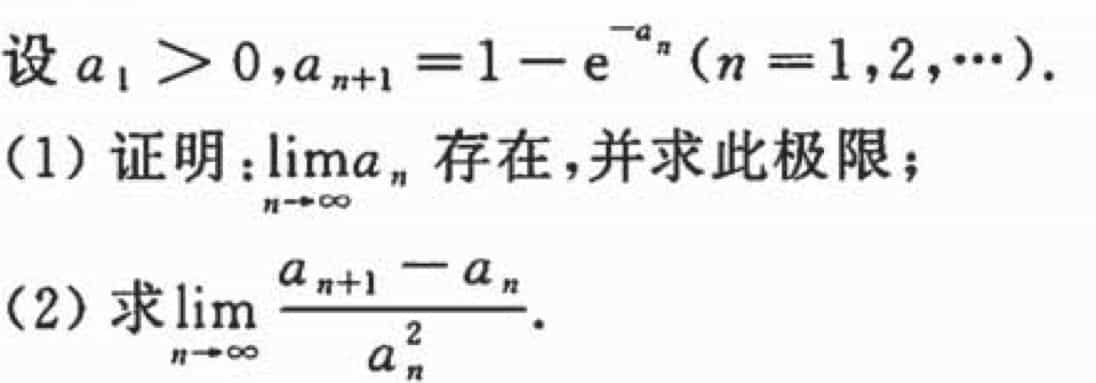 设 a₁ > 0, aₙ₊₁ = 1 − e^{−aₙ} (n = 1,2,⋯).
(1) 证明: lim_{n→∞} aₙ 存在,并求此极限;
(2) 求 lim_{n→∞} \frac{aₙ₊₁ − aₙ}{aₙ²}.